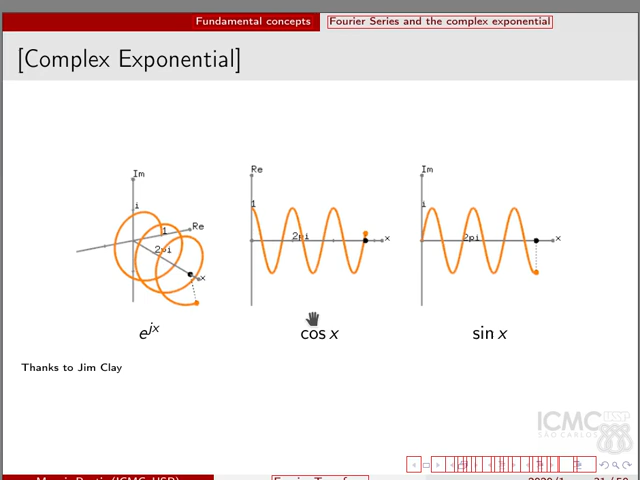 Fundamental concepts
Fourier Series and the complex exponential
[Complex Exponential]
Im
i
1
Re
2pi
x
e^{jx}
Re
1
2pi
x
cos x
Im
i
2pi
x
sin x
Thanks to Jim Clay
ICMC USP
SÃO CARLOS